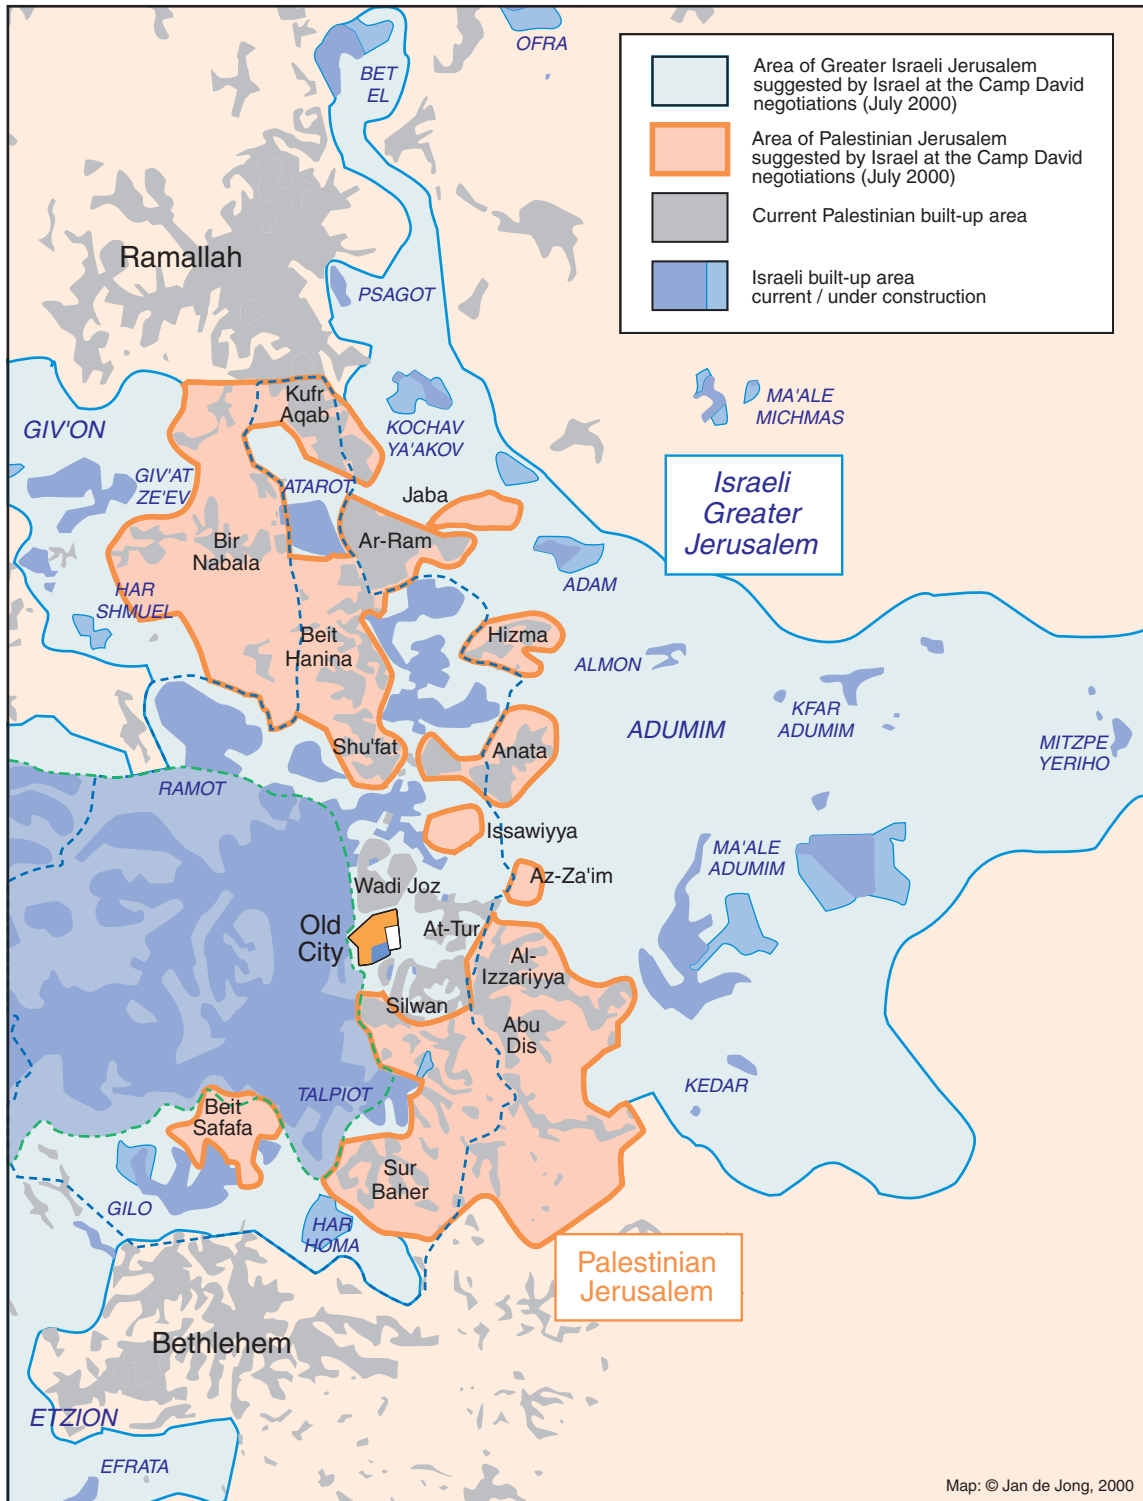 OFRA
BET
EL
Area of Greater Israeli Jerusalem
suggested by Israel at the Camp David
negotiations (July 2000)
Area of Palestinian Jerusalem
suggested by Israel at the Camp David
negotiations (July 2000)
Current Palestinian built-up area
Israeli built-up area
current / under construction
Ramallah
PSAGOT
Kufr
Aqab
KOCHAV
YA'AKOV
MA'ALE
MICHMAS
GIV'ON
GIV'AT
ZE'EV
ATAROT
Jaba
Israeli
Greater
Jerusalem
Bir
Nabala
Ar-Ram
ADAM
HAR
SHMUEL
Beit
Hanina
Hizma
ALMON
ADUMIM
KFAR
ADUMIM
MITZPE
YERIHO
Shu'fat
Anata
RAMOT
Issawiyya
MA'ALE
ADUMIM
Wadi Joz
Az-Za'im
Old
City
At-Tur
Al-
Izzariyya
Silwan
Abu
Dis
TALPIOT
KEDAR
Beit
Safafa
Sur
Baher
GILO
HAR
HOMA
Palestinian
Jerusalem
Bethlehem
ETZION
EFRATA
Map: © Jan de Jong, 2000